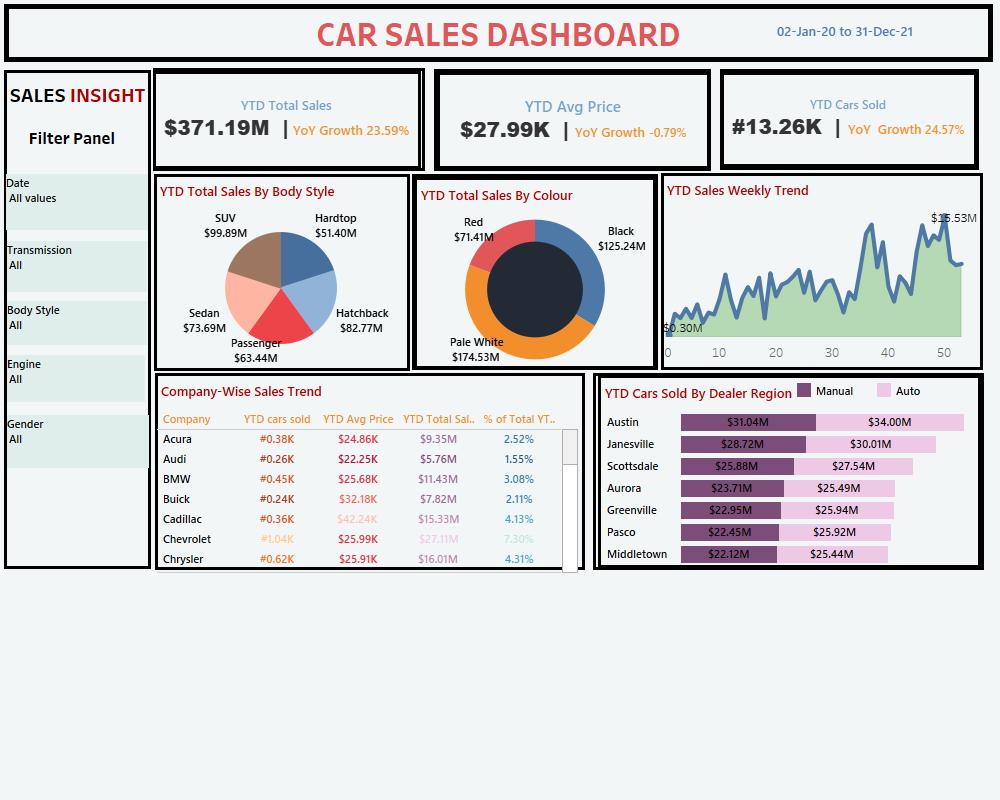 CAR SALES DASHBOARD
02-Jan-20 to 31-Dec-21
SALES INSIGHT
Filter Panel
Date
All values
Transmission
All
Body Style
All
Engine
All
Gender
All
YTD Total Sales
$371.19M | YoY Growth 23.59%
YTD Avg Price
$27.99K | YoY Growth -0.79%
YTD Cars Sold
#13.26K | YoY Growth 24.57%
YTD Total Sales By Body Style
SUV
$99.89M
Hardtop
$51.40M
Sedan
$73.69M
Hatchback
$82.77M
Passenger
$63.44M
YTD Total Sales By Colour
Red
$71.41M
Black
$125.24M
Pale White
$174.53M
YTD Sales Weekly Trend
$15.53M
$0.30M
0 10 20 30 40 50
Company-Wise Sales Trend
Company YTD cars sold YTD Avg Price YTD Total Sal.. % of Total YT..
Acura #0.38K $24.86K $9.35M 2.52%
Audi #0.26K $22.25K $5.76M 1.55%
BMW #0.45K $25.68K $11.43M 3.08%
Buick #0.24K $32.18K $7.82M 2.11%
Cadillac #0.36K $42.24K $15.33M 4.13%
Chevrolet #1.04K $25.99K $27.11M 7.30%
Chrysler #0.62K $25.91K $16.01M 4.31%
YTD Cars Sold By Dealer Region Manual Auto
Austin $31.04M $34.00M
Janesville $28.72M $30.01M
Scottsdale $25.88M $27.54M
Aurora $23.71M $25.49M
Greenville $22.95M $25.94M
Pasco $22.45M $25.92M
Middletown $22.12M $25.44M